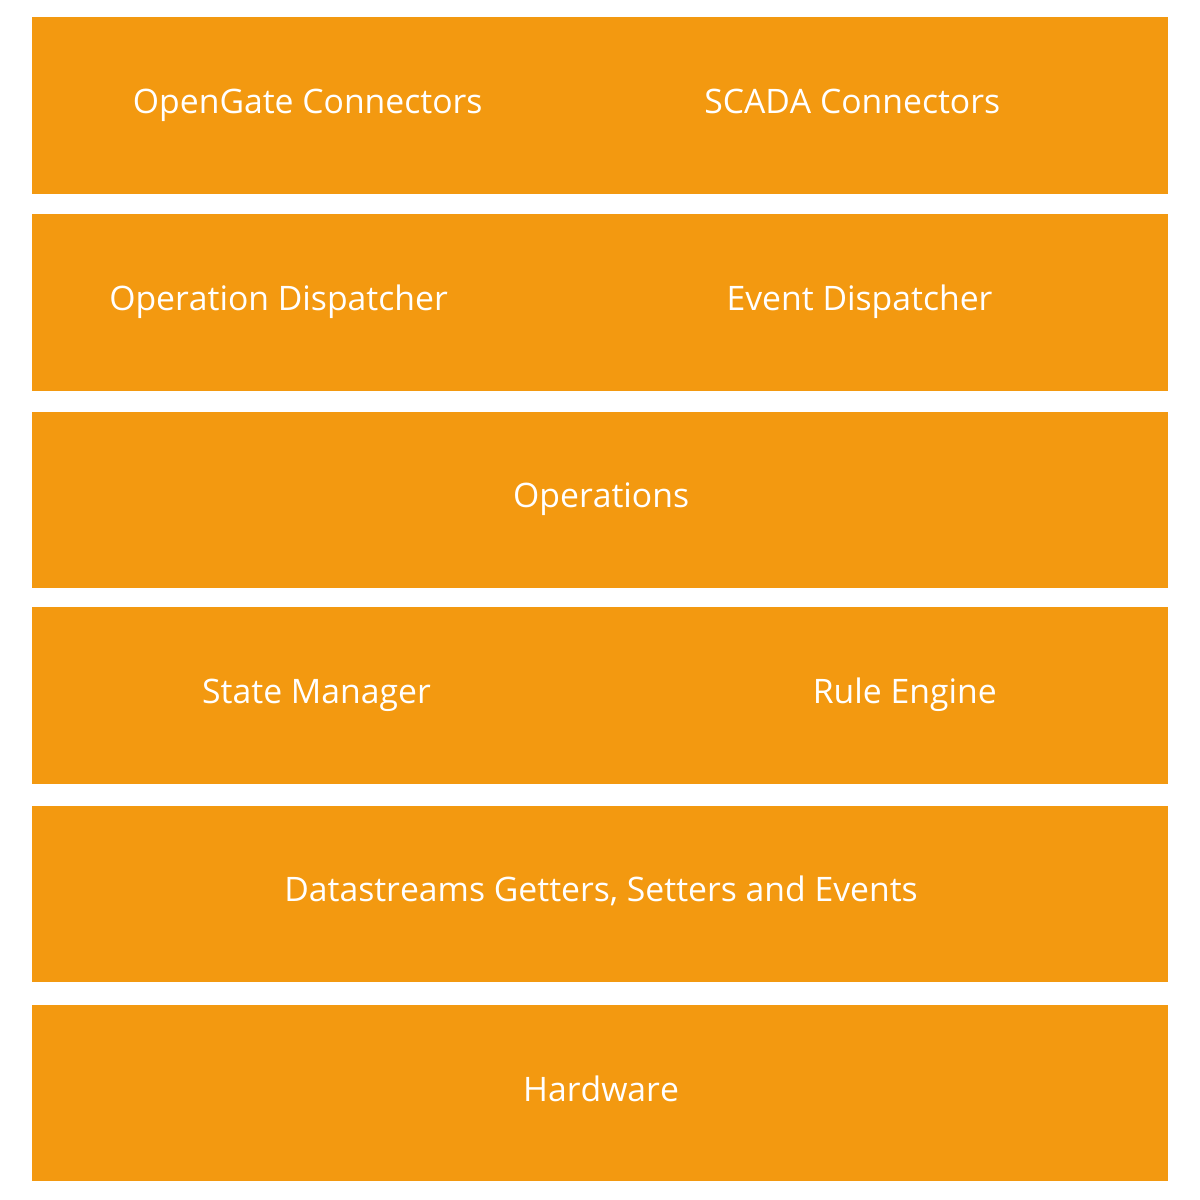 OpenGate Connectors SCADA Connectors
Operation Dispatcher Event Dispatcher
Operations
State Manager Rule Engine
Datastreams Getters, Setters and Events
Hardware